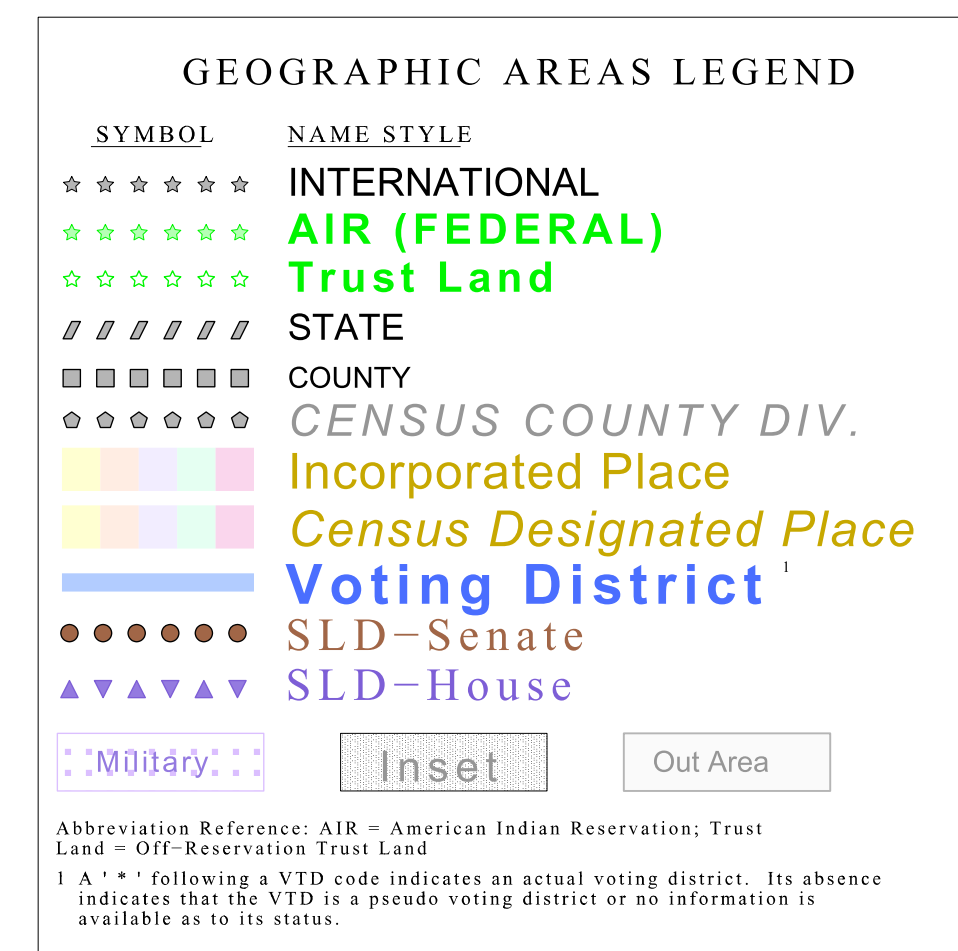 GEOGRAPHIC AREAS LEGEND
SYMBOL NAME STYLE
INTERNATIONAL
AIR (FEDERAL)
Trust Land
STATE
COUNTY
CENSUS COUNTY DIV.
Incorporated Place
Census Designated Place
Voting District 1
SLD−Senate
SLD−House
Military Inset Out Area
Abbreviation Reference: AIR = American Indian Reservation; Trust
Land = Off−Reservation Trust Land
1 A ' * ' following a VTD code indicates an actual voting district. Its absence
indicates that the VTD is a pseudo voting district or no information is
available as to its status.